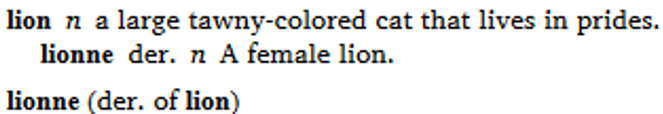 lion n a large tawny-colored cat that lives in prides.
lionne der. n A female lion.
lionne (der. of lion)